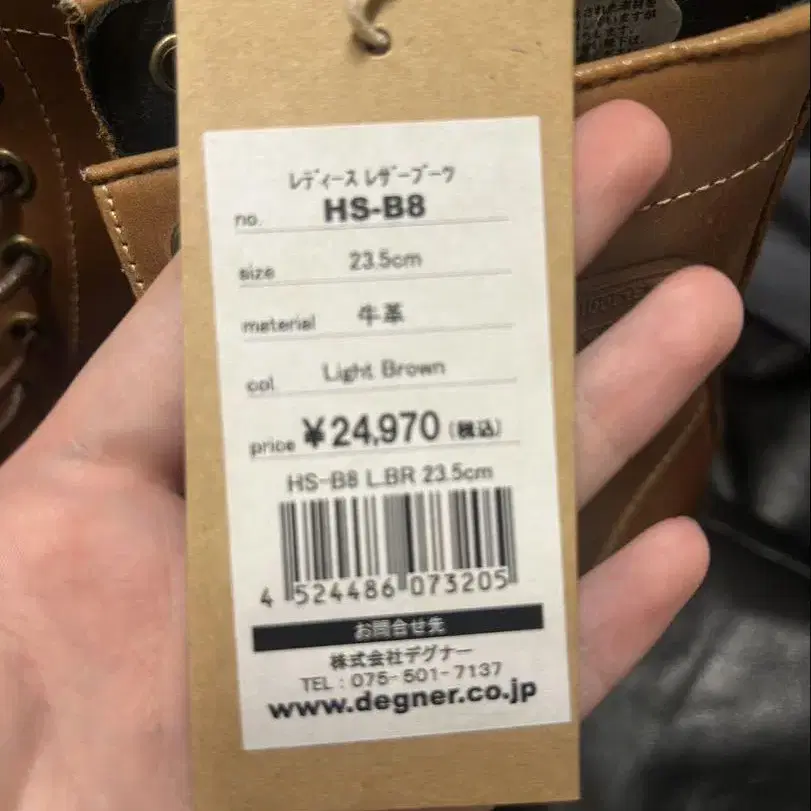 レディース レザーブーツ
no. HS-B8
size 23.5cm
material 牛革
col Light Brown
price ¥24,970 (税込)
HS-B8 L.BR 23.5cm
4 524486 073205
お問合せ先
株式会社デグナー
TEL : 075-501-7137
www.degner.co.jp